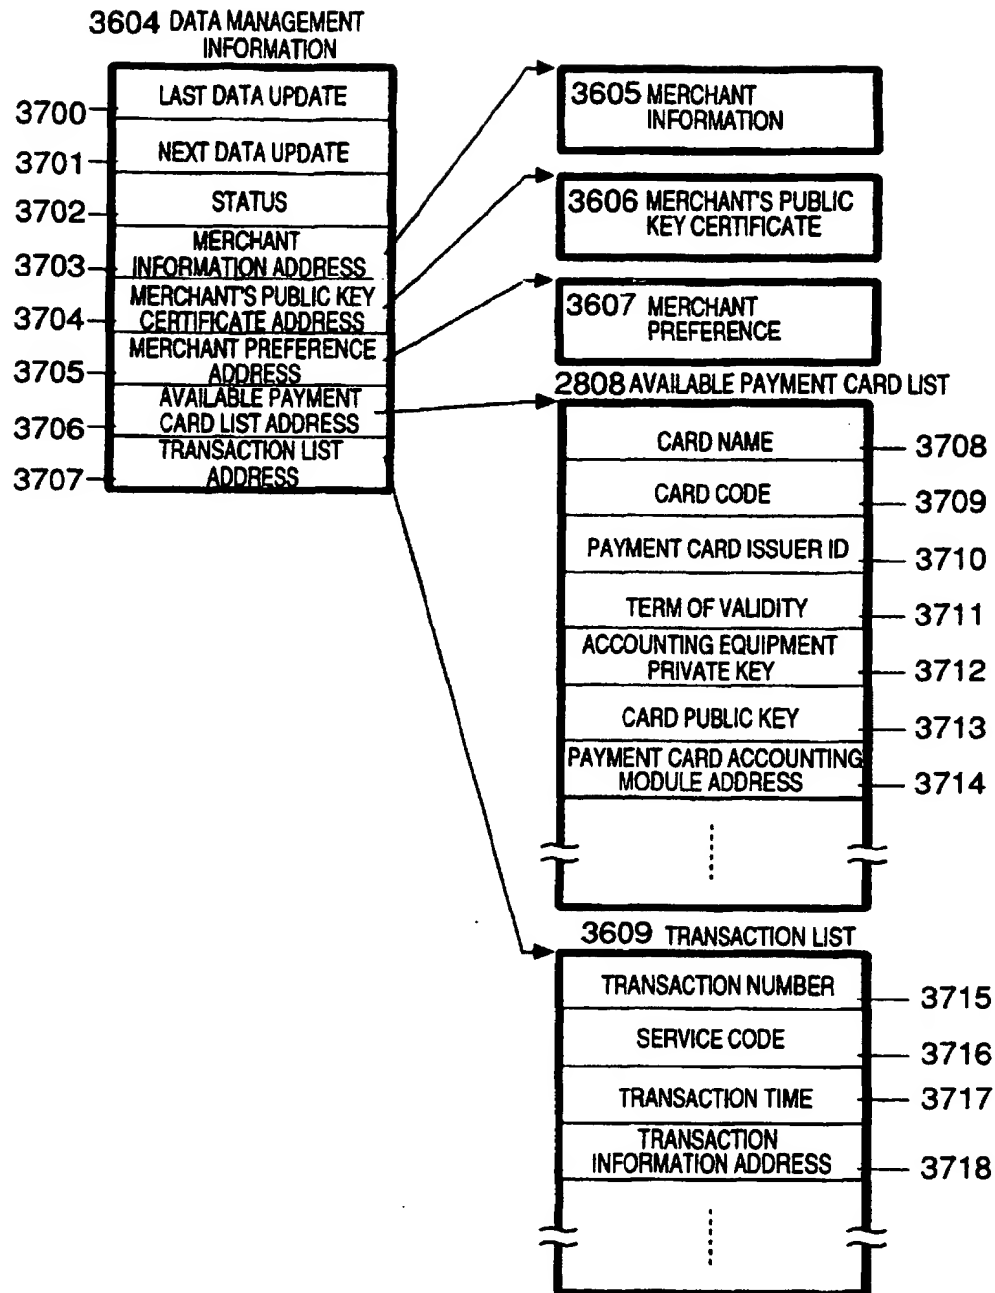 3604 DATA MANAGEMENT
INFORMATION
3700
LAST DATA UPDATE
3701
NEXT DATA UPDATE
3702
STATUS
3703
MERCHANT
INFORMATION ADDRESS
3704
MERCHANT'S PUBLIC KEY
CERTIFICATE ADDRESS
3705
MERCHANT PREFERENCE
ADDRESS
3706
AVAILABLE PAYMENT
CARD LIST ADDRESS
3707
TRANSACTION LIST
ADDRESS
3605 MERCHANT
INFORMATION
3606 MERCHANT'S PUBLIC
KEY CERTIFICATE
3607 MERCHANT
PREFERENCE
2808 AVAILABLE PAYMENT CARD LIST
CARD NAME
3708
CARD CODE
3709
PAYMENT CARD ISSUER ID
3710
TERM OF VALIDITY
3711
ACCOUNTING EQUIPMENT
PRIVATE KEY
3712
CARD PUBLIC KEY
3713
PAYMENT CARD ACCOUNTING
MODULE ADDRESS
3714
3609 TRANSACTION LIST
TRANSACTION NUMBER
3715
SERVICE CODE
3716
TRANSACTION TIME
3717
TRANSACTION
INFORMATION ADDRESS
3718